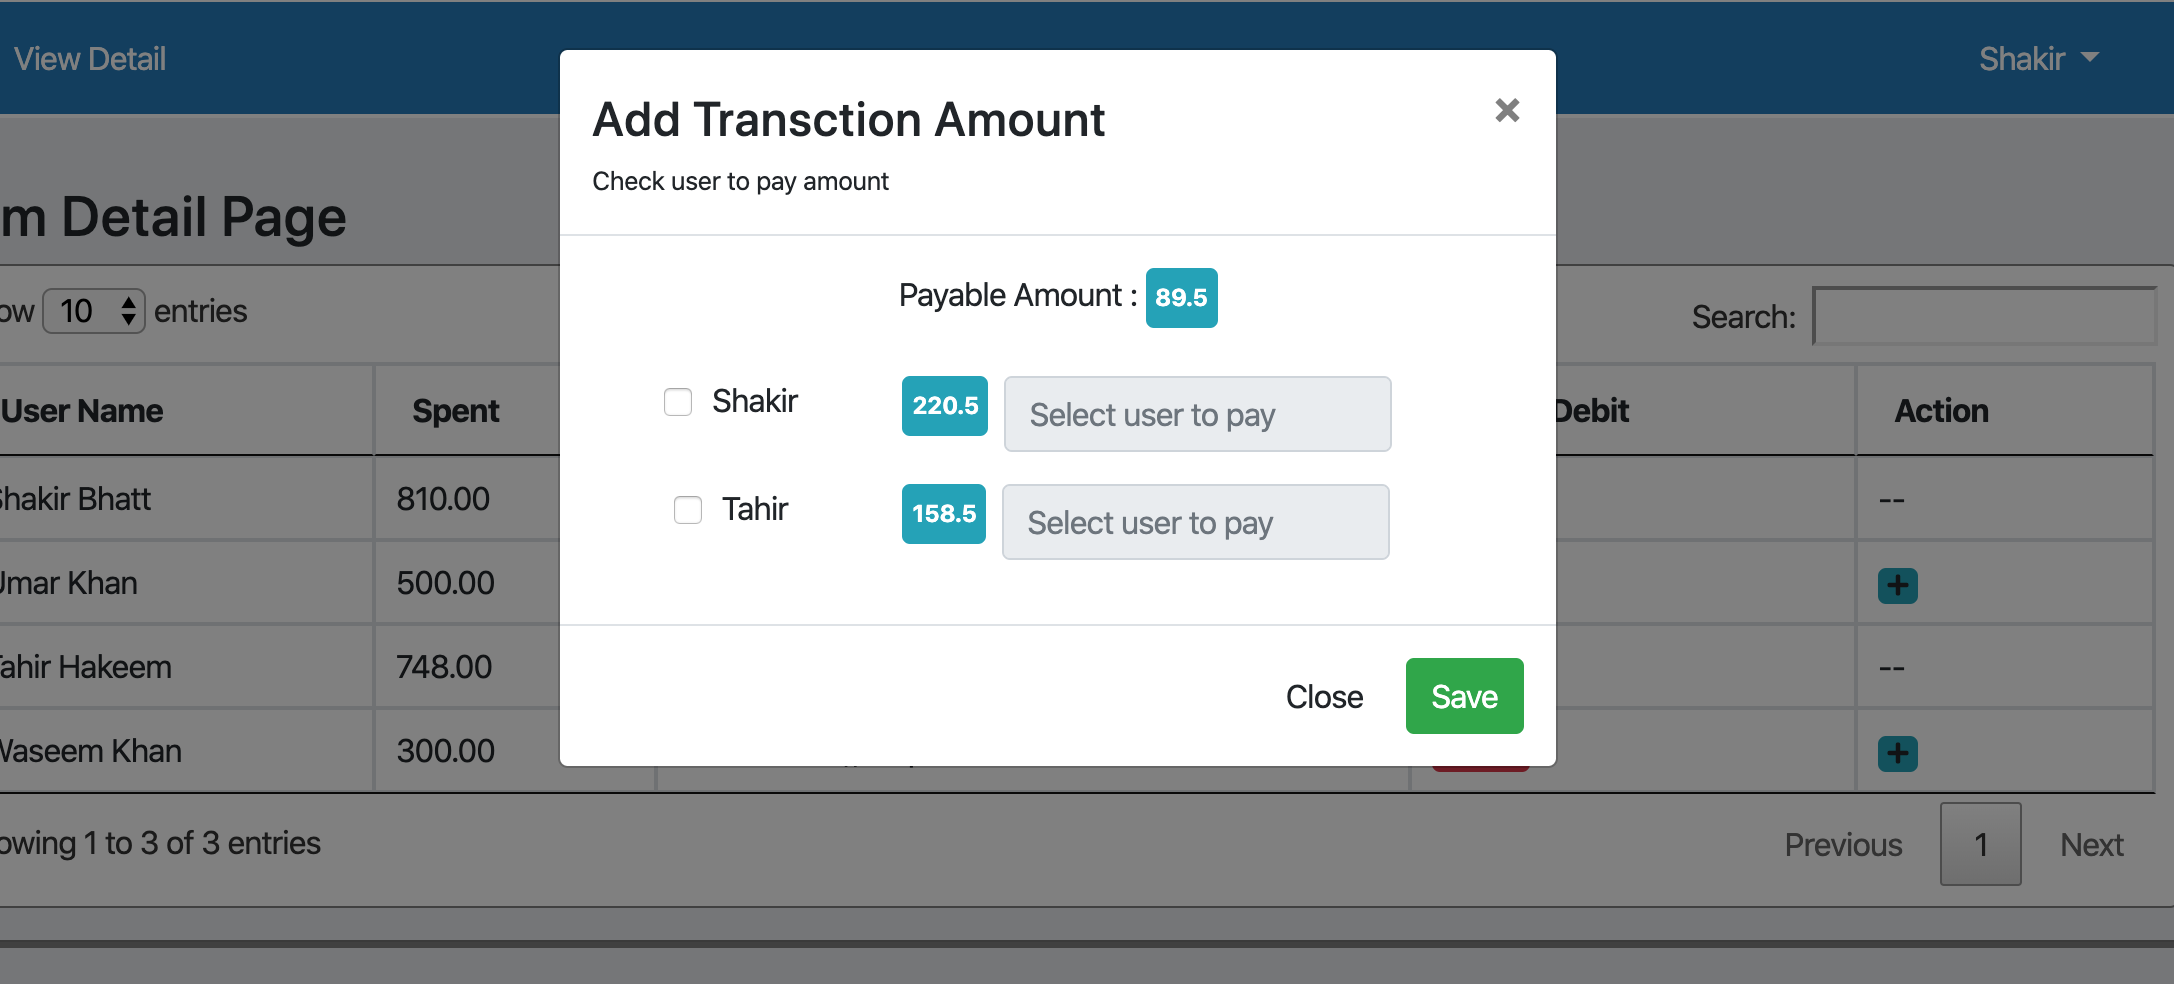 View Detail
Shakir
Add Transction Amount
×
Check user to pay amount
m Detail Page
Payable Amount : 89.5
ow 10 entries
Search:
Shakir 220.5 Select user to pay
User Name Spent Debit Action
Tahir 158.5 Select user to pay
hakir Bhatt 810.00 --
mar Khan 500.00 +
ahir Hakeem 748.00 --
Close Save
aseem Khan 300.00 +
owing 1 to 3 of 3 entries
Previous 1 Next